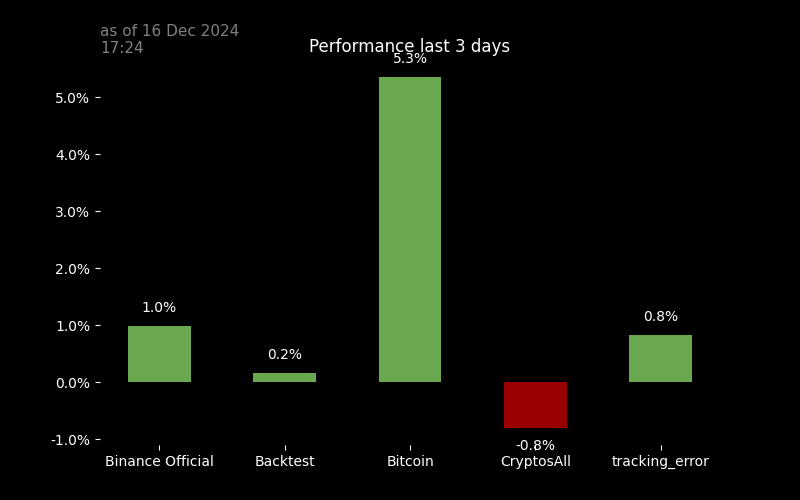 as of 16 Dec 2024
17:24
Performance last 3 days
5.3%
5.0%
4.0%
3.0%
2.0%
1.0%
0.0%
-1.0%
1.0%
0.2%
-0.8%
0.8%
Binance Official
Backtest
Bitcoin
CryptosAll
tracking_error